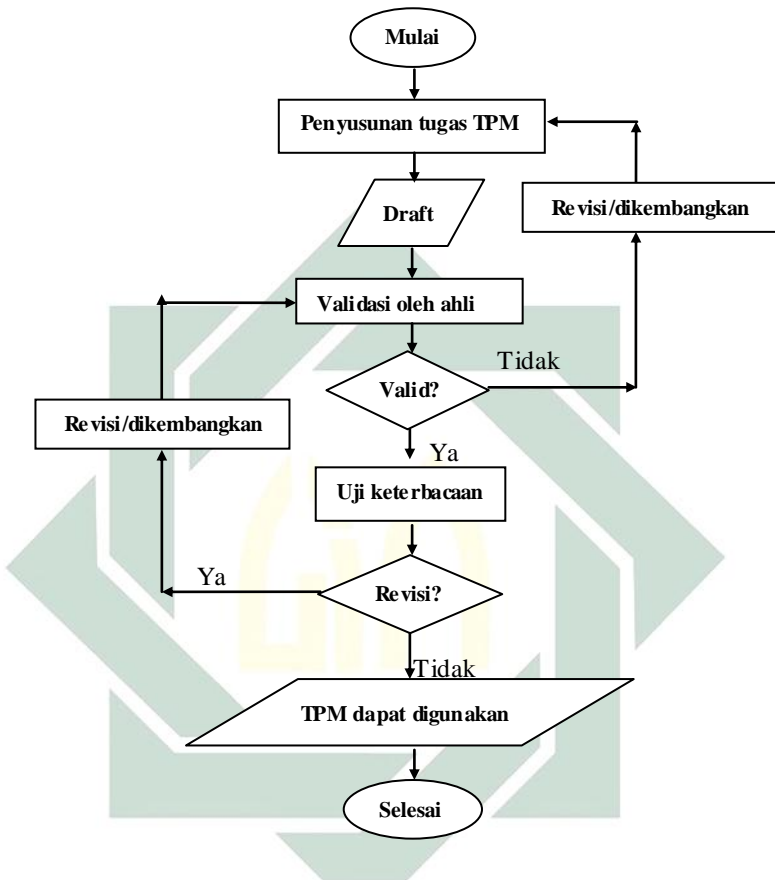 Mulai
Penyusunan tugas TPM
Revisi/dikembangkan
Draft
Validasi oleh ahli
Tidak
Valid?
Revisi/dikembangkan
Ya
Uji keterbacaan
Ya
Revisi?
Tidak
TPM dapat digunakan
Selesai